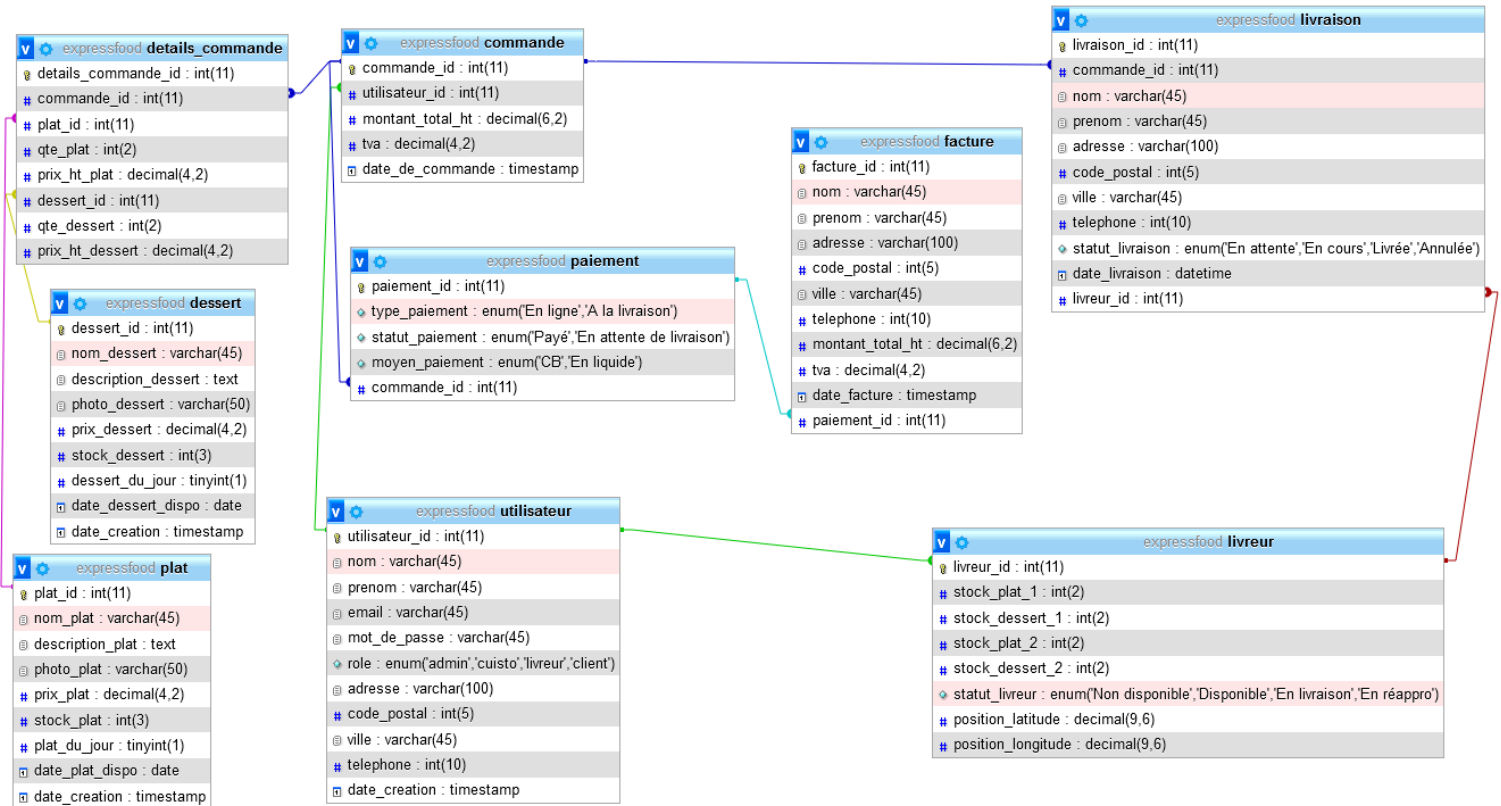 expressfood details_commande
details_commande_id : int(11)
commande_id : int(11)
plat_id : int(11)
qte_plat : int(2)
prix_ht_plat : decimal(4,2)
dessert_id : int(11)
qte_dessert : int(2)
prix_ht_dessert : decimal(4,2)
expressfood dessert
dessert_id : int(11)
nom_dessert : varchar(45)
description_dessert : text
photo_dessert : varchar(50)
prix_dessert : decimal(4,2)
stock_dessert : int(3)
dessert_du_jour : tinyint(1)
date_dessert_dispo : date
date_creation : timestamp
expressfood plat
plat_id : int(11)
nom_plat : varchar(45)
description_plat : text
photo_plat : varchar(50)
prix_plat : decimal(4,2)
stock_plat : int(3)
plat_du_jour : tinyint(1)
date_plat_dispo : date
date_creation : timestamp
expressfood commande
commande_id : int(11)
utilisateur_id : int(11)
montant_total_ht : decimal(6,2)
tva : decimal(4,2)
date_de_commande : timestamp
expressfood paiement
paiement_id : int(11)
type_paiement : enum('En ligne','A la livraison')
statut_paiement : enum('Payé','En attente de livraison')
moyen_paiement : enum('CB','En liquide')
commande_id : int(11)
expressfood utilisateur
utilisateur_id : int(11)
nom : varchar(45)
prenom : varchar(45)
email : varchar(45)
mot_de_passe : varchar(45)
role : enum('admin','cuisto','livreur','client')
adresse : varchar(100)
code_postal : int(5)
ville : varchar(45)
telephone : int(10)
date_creation : timestamp
expressfood facture
facture_id : int(11)
nom : varchar(45)
prenom : varchar(45)
adresse : varchar(100)
code_postal : int(5)
ville : varchar(45)
telephone : int(10)
montant_total_ht : decimal(6,2)
tva : decimal(4,2)
date_facture : timestamp
paiement_id : int(11)
expressfood livraison
livraison_id : int(11)
commande_id : int(11)
nom : varchar(45)
prenom : varchar(45)
adresse : varchar(100)
code_postal : int(5)
ville : varchar(45)
telephone : int(10)
statut_livraison : enum('En attente','En cours','Livrée','Annulée')
date_livraison : datetime
livreur_id : int(11)
expressfood livreur
livreur_id : int(11)
stock_plat_1 : int(2)
stock_dessert_1 : int(2)
stock_plat_2 : int(2)
stock_dessert_2 : int(2)
statut_livreur : enum('Non disponible','Disponible','En livraison','En réappro')
position_latitude : decimal(9,6)
position_longitude : decimal(9,6)